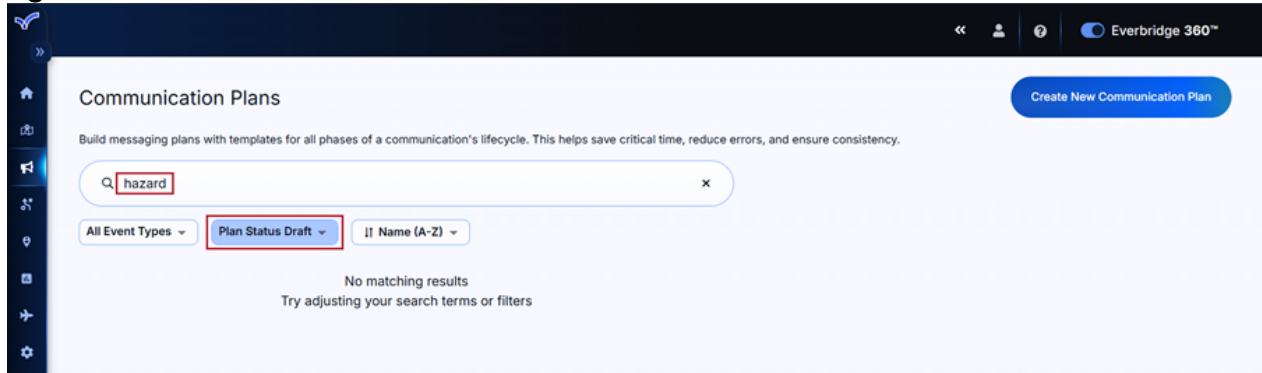 Everbridge 360™
Communication Plans
Create New Communication Plan
Build messaging plans with templates for all phases of a communication's lifecycle. This helps save critical time, reduce errors, and ensure consistency.
hazard
All Event Types
Plan Status Draft
Name (A-Z)
No matching results
Try adjusting your search terms or filters